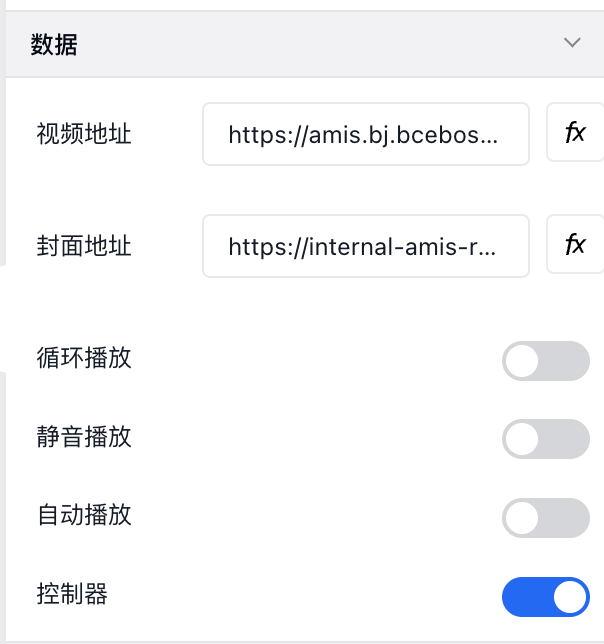 数据
视频地址 https://amis.bj.bcebos... fx
封面地址 https://internal-amis-r... fx
循环播放
静音播放
自动播放
控制器